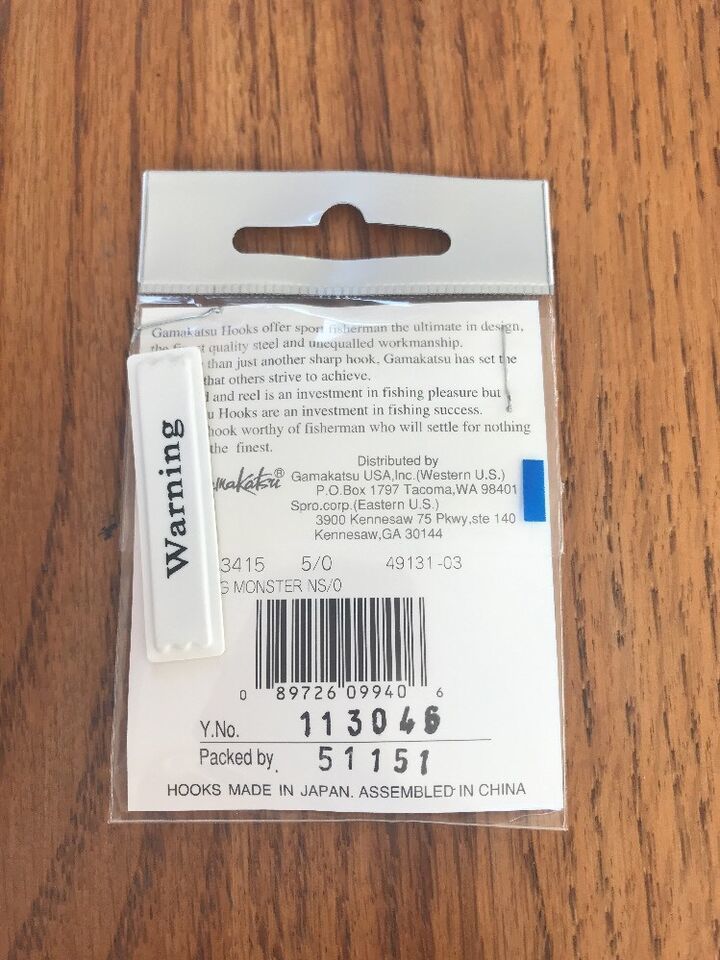 Gamakatsu Hooks offer sport fisherman the ultimate in design,
the finest quality steel and unequalled workmanship.
than just another sharp hook, Gamakatsu has set the
that others strive to achieve.
and reel is an investment in fishing pleasure but
Hooks are an investment in fishing success.
hook worthy of fisherman who will settle for nothing
the finest.
Warning
Distributed by
Gamakatsu® Gamakatsu USA,Inc.(Western U.S.)
P.O.Box 1797 Tacoma,WA 98401
Spro.corp.(Eastern U.S.)
3900 Kennesaw 75 Pkwy,ste 140
Kennesaw,GA 30144
3415 5/0 49131-03
G MONSTER NS/0
0 89726 09940 6
Y.No. 113046
Packed by. 51151
HOOKS MADE IN JAPAN. ASSEMBLED IN CHINA